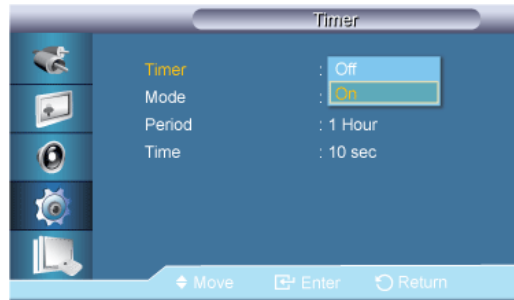 Timer
Timer : Off
Mode : On
Period : 1 Hour
Time : 10 sec
Move Enter Return